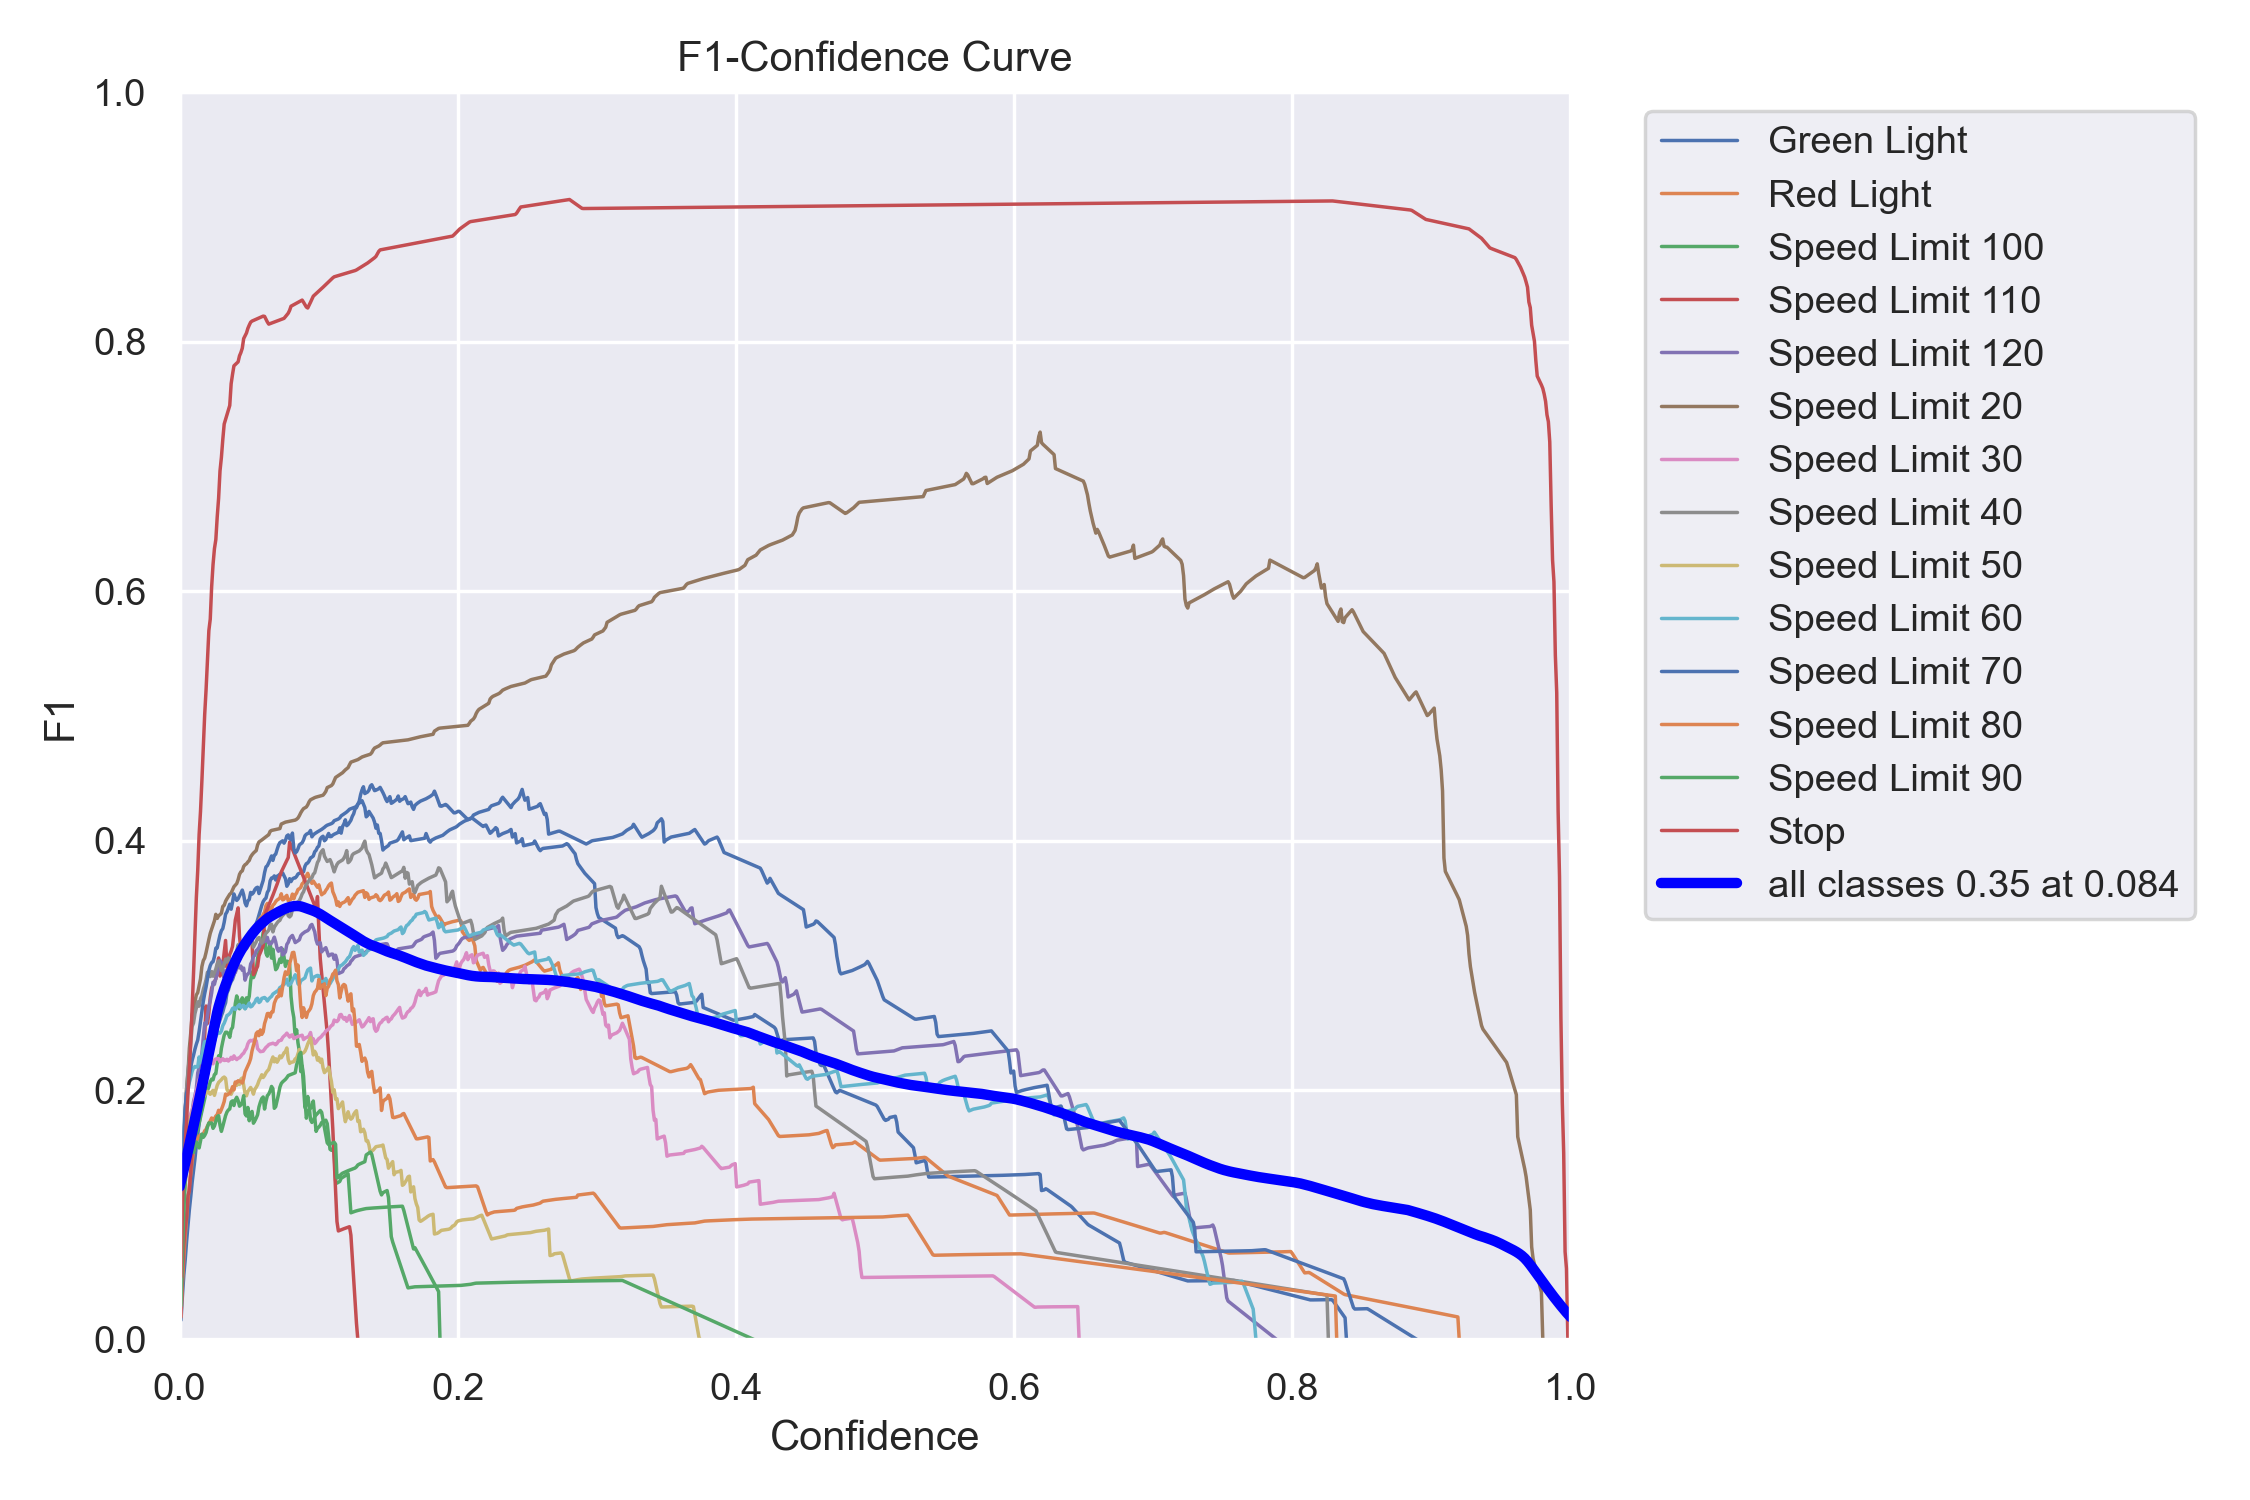 F1-Confidence Curve
1.0
0.8
0.6
0.4
0.2
0.0
F1
0.0 0.2 0.4 0.6 0.8 1.0
Confidence
Green Light
Red Light
Speed Limit 100
Speed Limit 110
Speed Limit 120
Speed Limit 20
Speed Limit 30
Speed Limit 40
Speed Limit 50
Speed Limit 60
Speed Limit 70
Speed Limit 80
Speed Limit 90
Stop
all classes 0.35 at 0.084